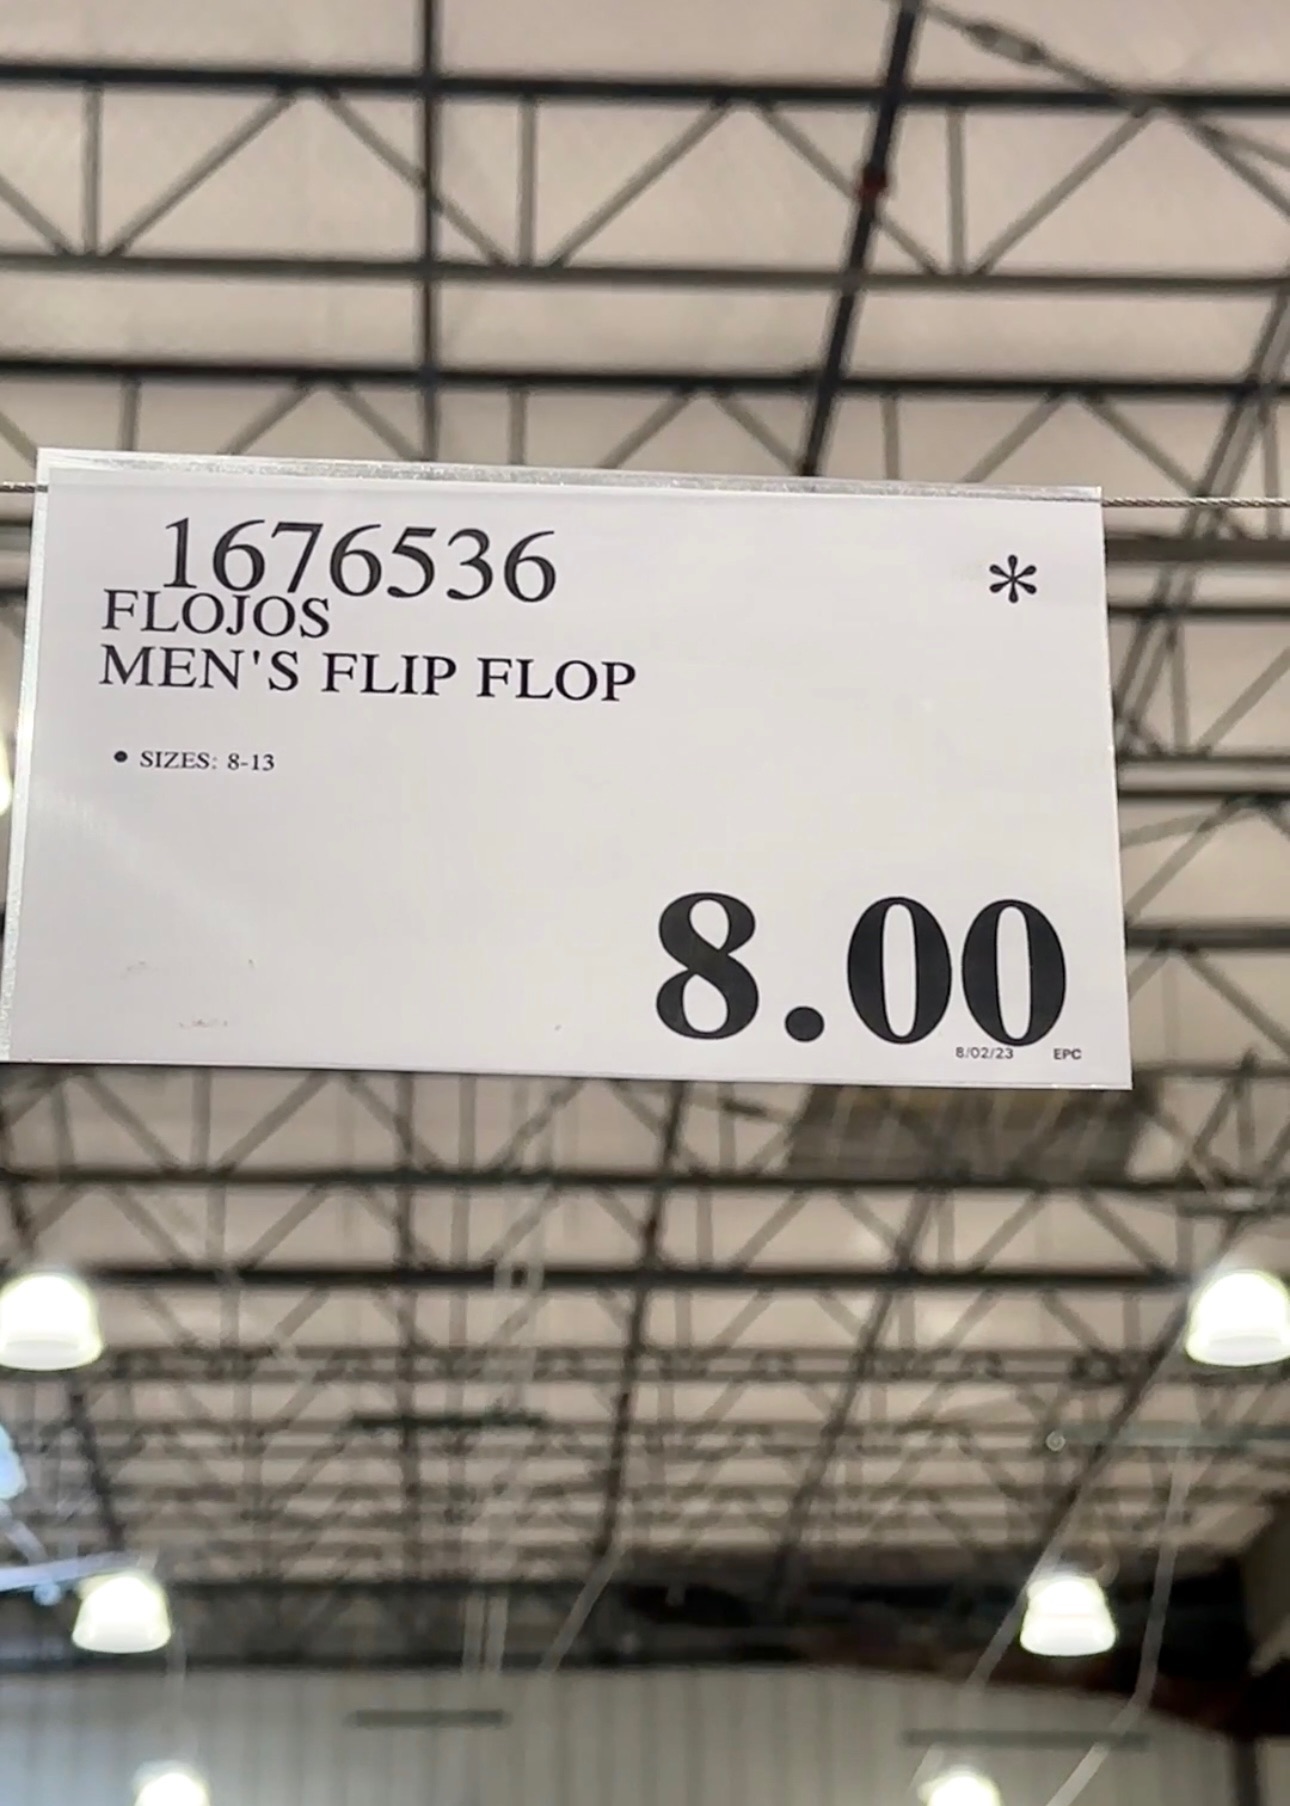 1676536 *
FLOJOS
MEN'S FLIP FLOP
• SIZES: 8-13
8.00
8/02/23 EPC